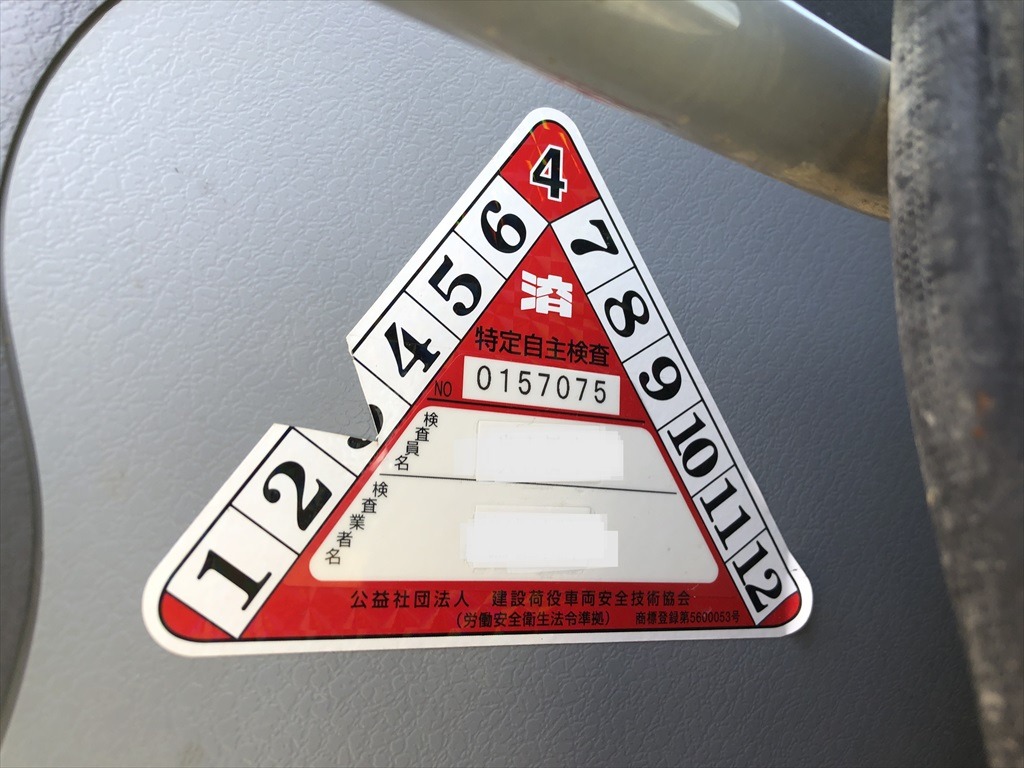 4
6 7
5 8
4 9
2 10
1 11
12
済
特定自主検査
NO 0157075
検査員名
検査業者名
公益社団法人 建設荷役車両安全技術協会
(労働安全衛生法令準拠) 商標登録第5600053号